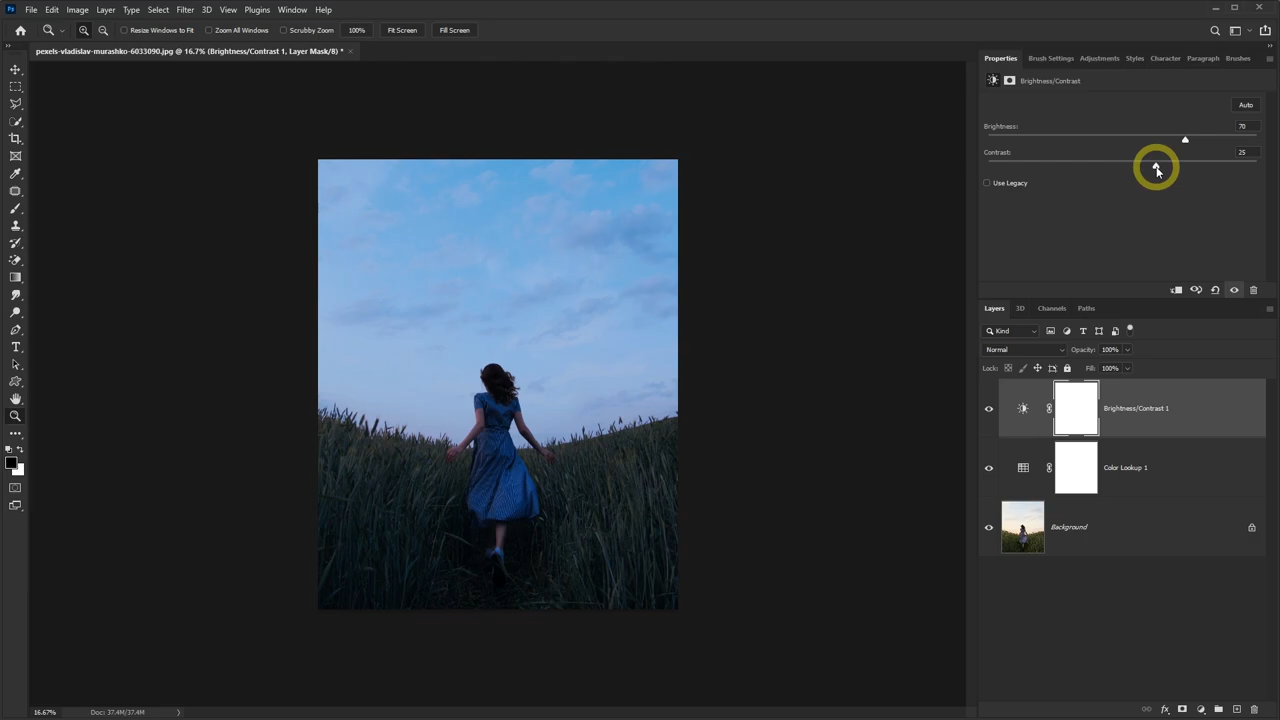 Ps File Edit Image Layer Type Select Filter 3D View Plugins Window Help
Resize Windows to Fit Zoom All Windows Scrubby Zoom 100% Fit Screen Fill Screen
pexels-vladislav-murashko-6033090.jpg @ 16.7% (Brightness/Contrast 1, Layer Mask/8) *
Properties Brush Settings Adjustments Styles Character Paragraph Brushes
Brightness/Contrast
Auto
Brightness: 70
Contrast: 25
Use Legacy
Layers 3D Channels Paths
Kind
Normal Opacity: 100%
Lock: Fill: 100%
Brightness/Contrast 1
Color Lookup 1
Background
16.67% Doc: 37.4M/37.4M